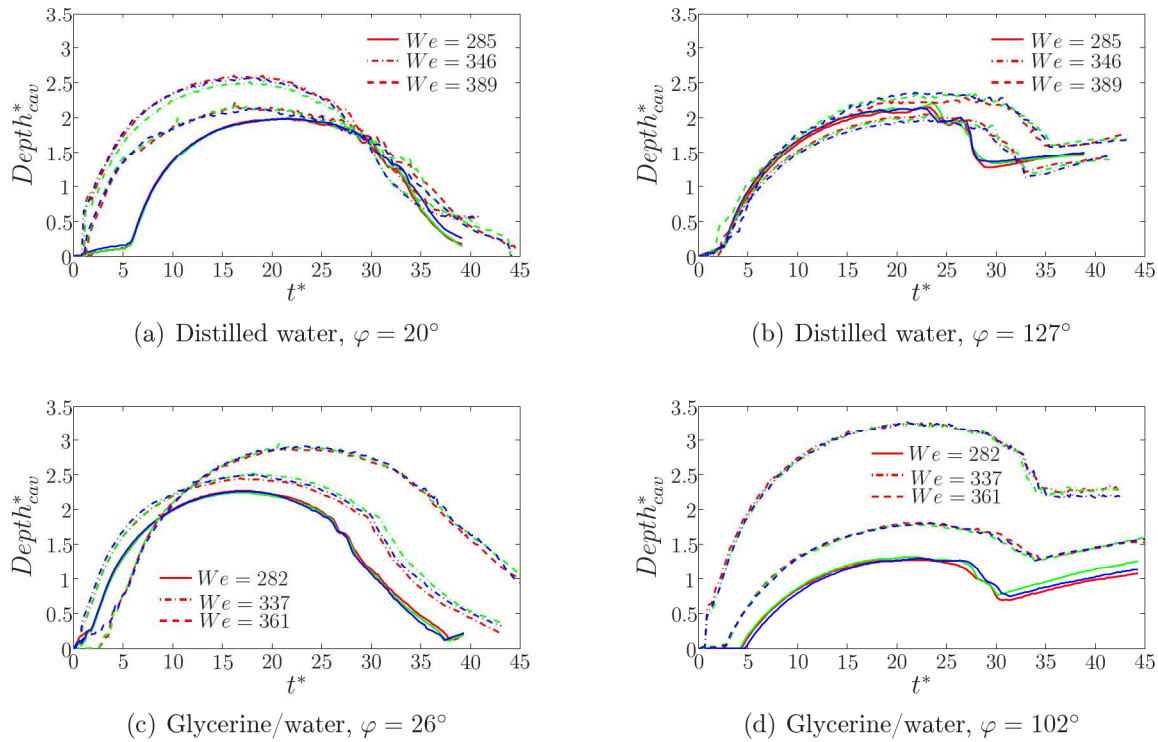 3.5
3
2.5
2
1.5
1
0.5
0
Depth*cav
We = 285
We = 346
We = 389
0 5 10 15 20 25 30 35 40 45
t*
(a) Distilled water, φ = 20°
3.5
3
2.5
2
1.5
1
0.5
0
Depth*cav
We = 285
We = 346
We = 389
0 5 10 15 20 25 30 35 40 45
t*
(b) Distilled water, φ = 127°
3.5
3
2.5
2
1.5
1
0.5
0
Depth*cav
We = 282
We = 337
We = 361
0 5 10 15 20 25 30 35 40 45
t*
(c) Glycerine/water, φ = 26°
3.5
3
2.5
2
1.5
1
0.5
0
Depth*cav
We = 282
We = 337
We = 361
0 5 10 15 20 25 30 35 40 45
t*
(d) Glycerine/water, φ = 102°